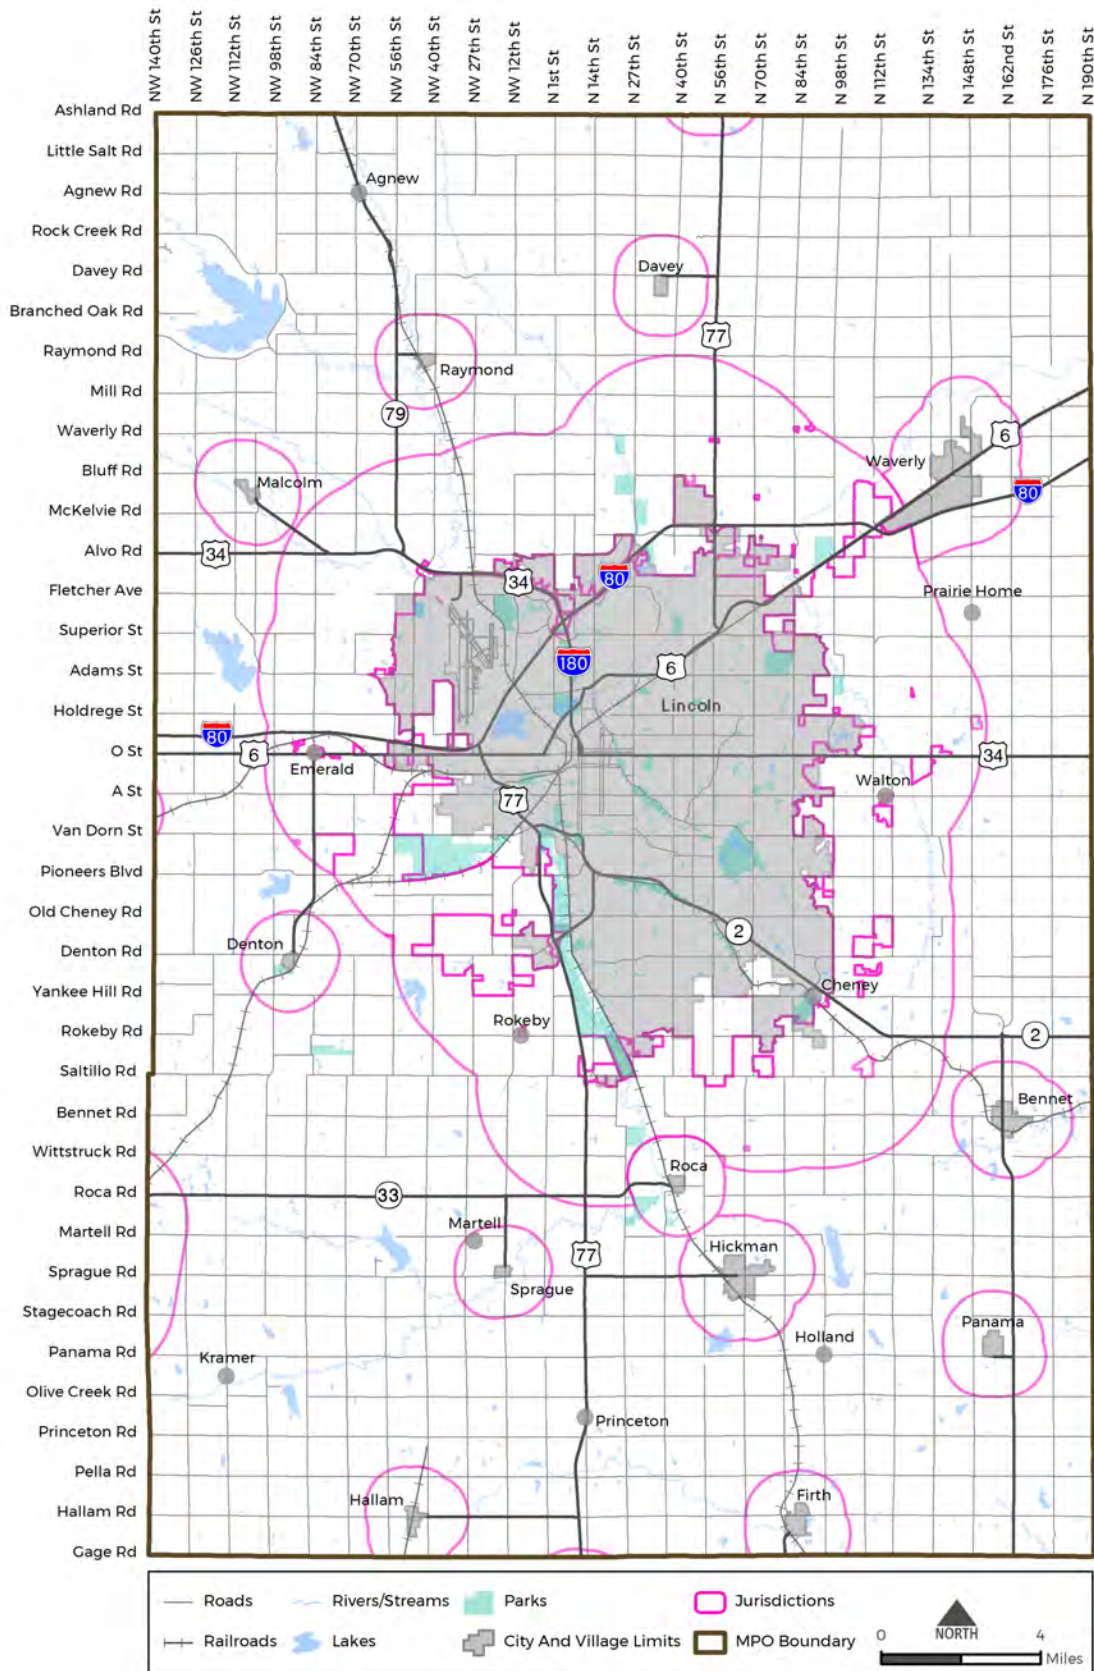 NW 140th St
NW 126th St
NW 112th St
NW 98th St
NW 84th St
NW 70th St
NW 56th St
NW 40th St
NW 27th St
NW 12th St
N 1st St
N 14th St
N 27th St
N 40th St
N 56th St
N 70th St
N 84th St
N 98th St
N 112th St
N 134th St
N 148th St
N 162nd St
N 176th St
N 190th St
Ashland Rd
Little Salt Rd
Agnew Rd
Rock Creek Rd
Davey Rd
Branched Oak Rd
Raymond Rd
Mill Rd
Waverly Rd
Bluff Rd
McKelvie Rd
Alvo Rd
Fletcher Ave
Superior St
Adams St
Holdrege St
O St
A St
Van Dorn St
Pioneers Blvd
Old Cheney Rd
Denton Rd
Yankee Hill Rd
Rokeby Rd
Saltillo Rd
Bennet Rd
Wittstruck Rd
Roca Rd
Martell Rd
Sprague Rd
Stagecoach Rd
Panama Rd
Olive Creek Rd
Princeton Rd
Pella Rd
Hallam Rd
Gage Rd
Agnew
Davey
77
Raymond
79
6
Waverly
80
Malcolm
34
34
80
Prairie Home
180
6
Lincoln
80
6
Emerald
34
77
Walton
2
Denton
Cheney
Rokeby
2
Bennet
Roca
33
Martell
77
Hickman
Sprague
Panama
Holland
Kramer
Princeton
Hallam
Firth
Roads
Rivers/Streams
Parks
Jurisdictions
Railroads
Lakes
City And Village Limits
MPO Boundary
NORTH
0
4
Miles